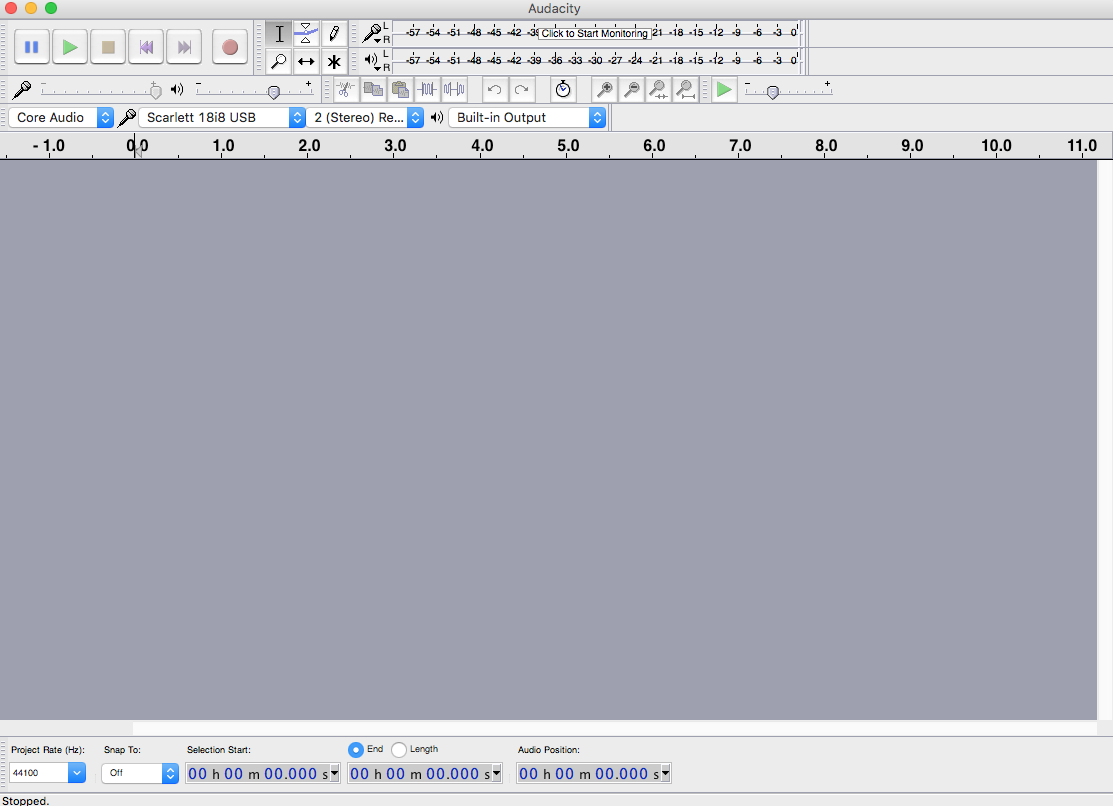 Audacity
L
R
-57 -54 -51 -48 -45 -42 -39 Click to Start Monitoring 21 -18 -15 -12 -9 -6 -3 0
L
R
-57 -54 -51 -48 -45 -42 -39 -36 -33 -30 -27 -24 -21 -18 -15 -12 -9 -6 -3 0
- + - +
- +
Core Audio Scarlett 18i8 USB 2 (Stereo) Re... Built-in Output
- 1.0 0.0 1.0 2.0 3.0 4.0 5.0 6.0 7.0 8.0 9.0 10.0 11.0
Project Rate (Hz): Snap To: Selection Start: End Length Audio Position:
44100 Off 00 h 00 m 00.000 s 00 h 00 m 00.000 s 00 h 00 m 00.000 s
Stopped.